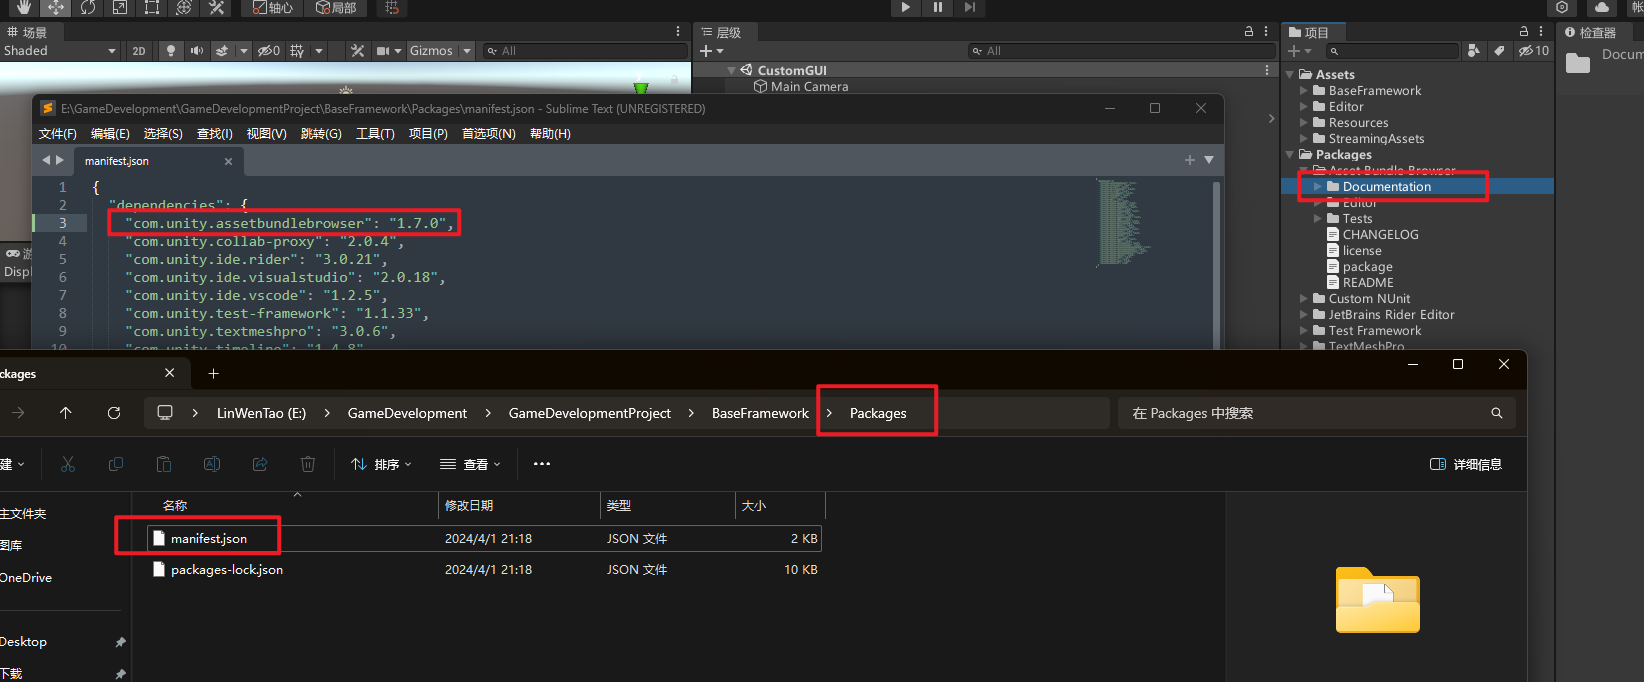 轴心
局部
帐
场景
Shaded
2D
0
Gizmos
All
层级
All
CustomGUI
Main Camera
项目
10
Assets
BaseFramework
Editor
Resources
StreamingAssets
Packages
Asset Bundle Browser
Documentation
Editor
Tests
CHANGELOG
license
package
README
Custom NUnit
JetBrains Rider Editor
Test Framework
TextMeshPro
检查器
Docum
游
Displ
E:\GameDevelopment\GameDevelopmentProject\BaseFramework\Packages\manifest.json - Sublime Text (UNREGISTERED)
文件(F) 编辑(E) 选择(S) 查找(I) 视图(V) 跳转(G) 工具(T) 项目(P) 首选项(N) 帮助(H)
manifest.json
1 {
2 "dependencies": {
3 "com.unity.assetbundlebrowser": "1.7.0",
4 "com.unity.collab-proxy": "2.0.4",
5 "com.unity.ide.rider": "3.0.21",
6 "com.unity.ide.visualstudio": "2.0.18",
7 "com.unity.ide.vscode": "1.2.5",
8 "com.unity.test-framework": "1.1.33",
9 "com.unity.textmeshpro": "3.0.6",
10 "com.unity.timeline": "1.4.8",
ckages
LinWenTao (E:) GameDevelopment GameDevelopmentProject BaseFramework Packages
在 Packages 中搜索
建
排序
查看
详细信息
名称 修改日期 类型 大小
manifest.json 2024/4/1 21:18 JSON 文件 2 KB
packages-lock.json 2024/4/1 21:18 JSON 文件 10 KB
主文件夹
图库
OneDrive
Desktop
下载